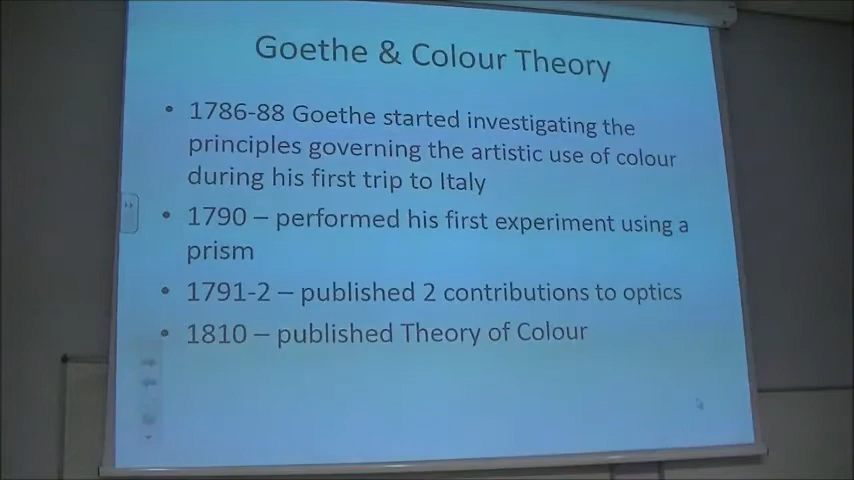 Goethe & Colour Theory
• 1786-88 Goethe started investigating the
principles governing the artistic use of colour
during his first trip to Italy
• 1790 – performed his first experiment using a
prism
• 1791-2 – published 2 contributions to optics
• 1810 – published Theory of Colour